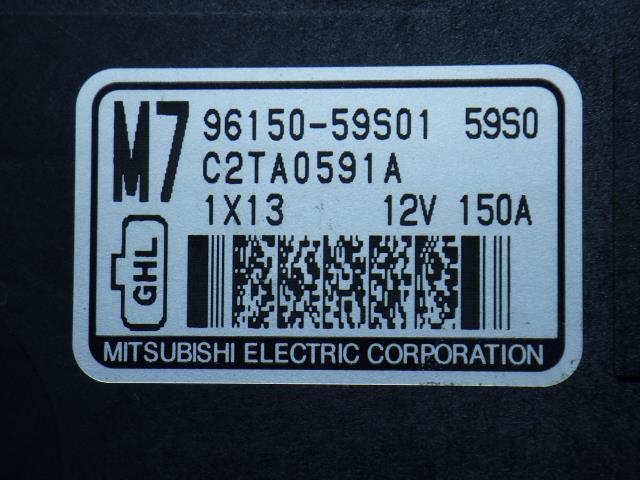 M7 96150-59S01 59S0
C2TA0591A
1X13 12V 150A
GHL
MITSUBISHI ELECTRIC CORPORATION